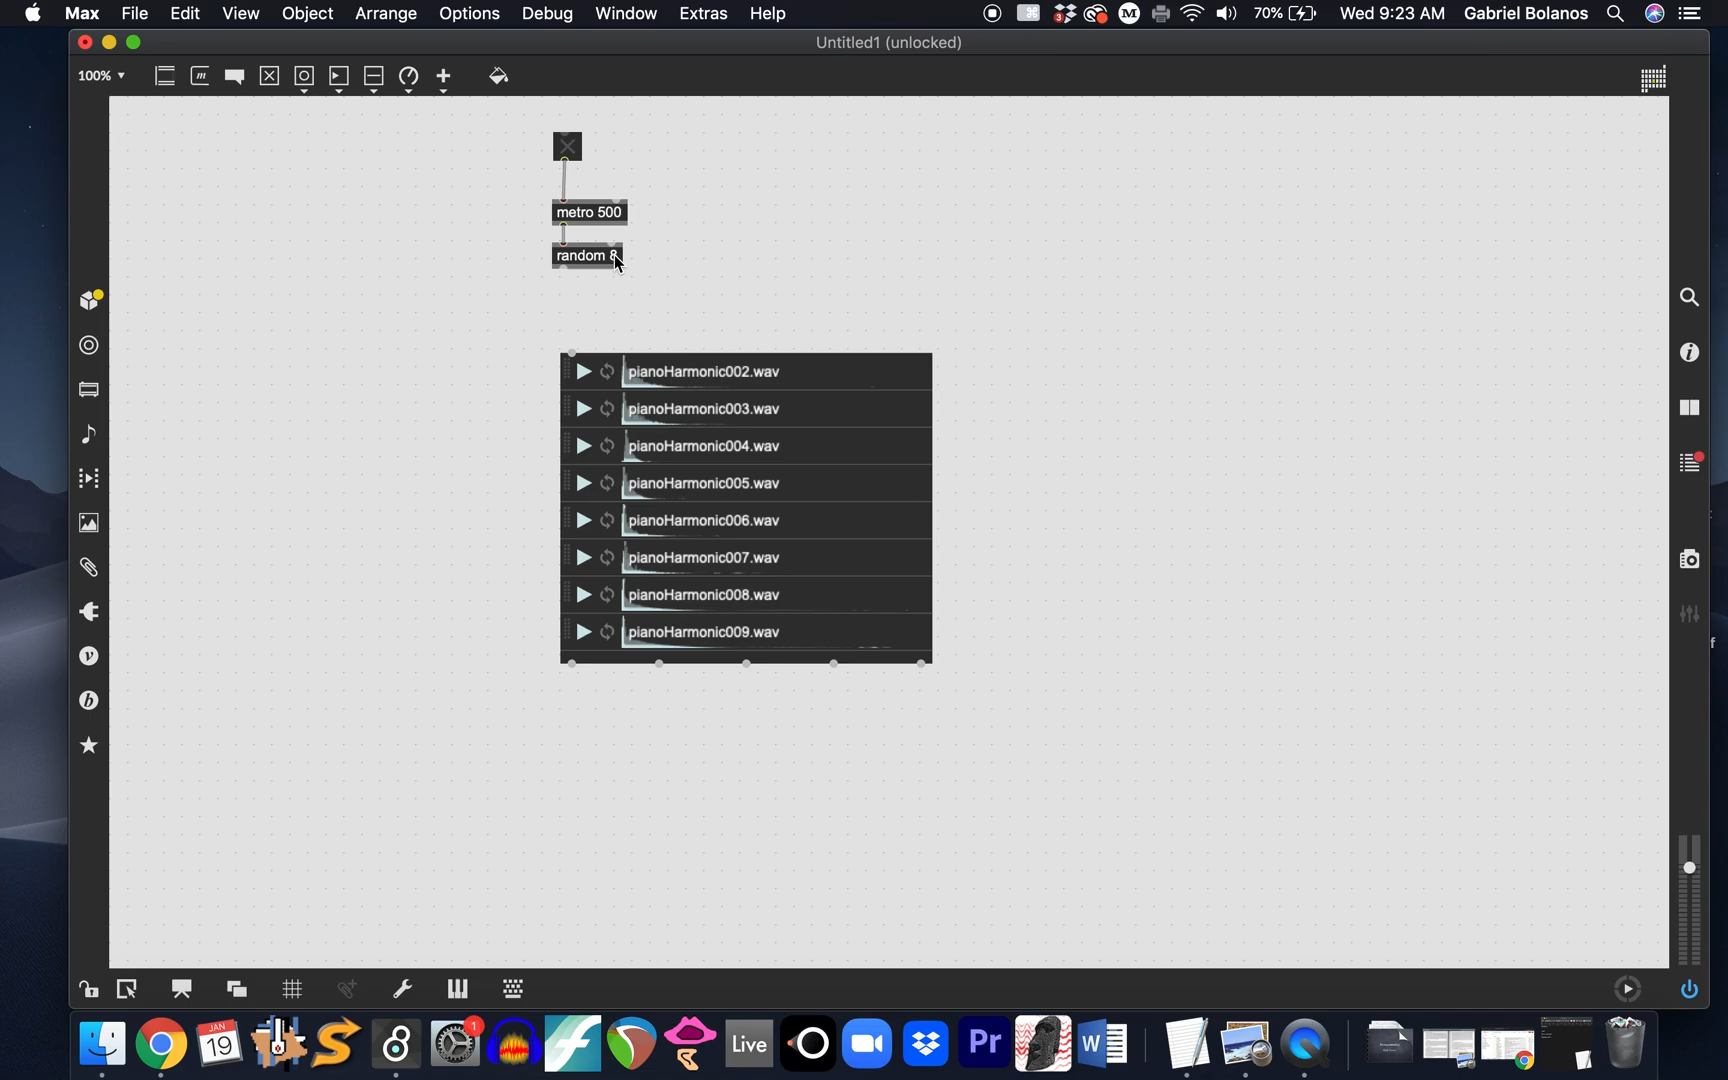 Max File Edit View Object Arrange Options Debug Window Extras Help 3 M 70% Wed 9:23 AM Gabriel Bolanos
Untitled1 (unlocked)
100%
m
metro 500
random 8
pianoHarmonic002.wav
pianoHarmonic003.wav
pianoHarmonic004.wav
pianoHarmonic005.wav
pianoHarmonic006.wav
pianoHarmonic007.wav
pianoHarmonic008.wav
pianoHarmonic009.wav
v
b
JAN
19
1
Live
Pr
W